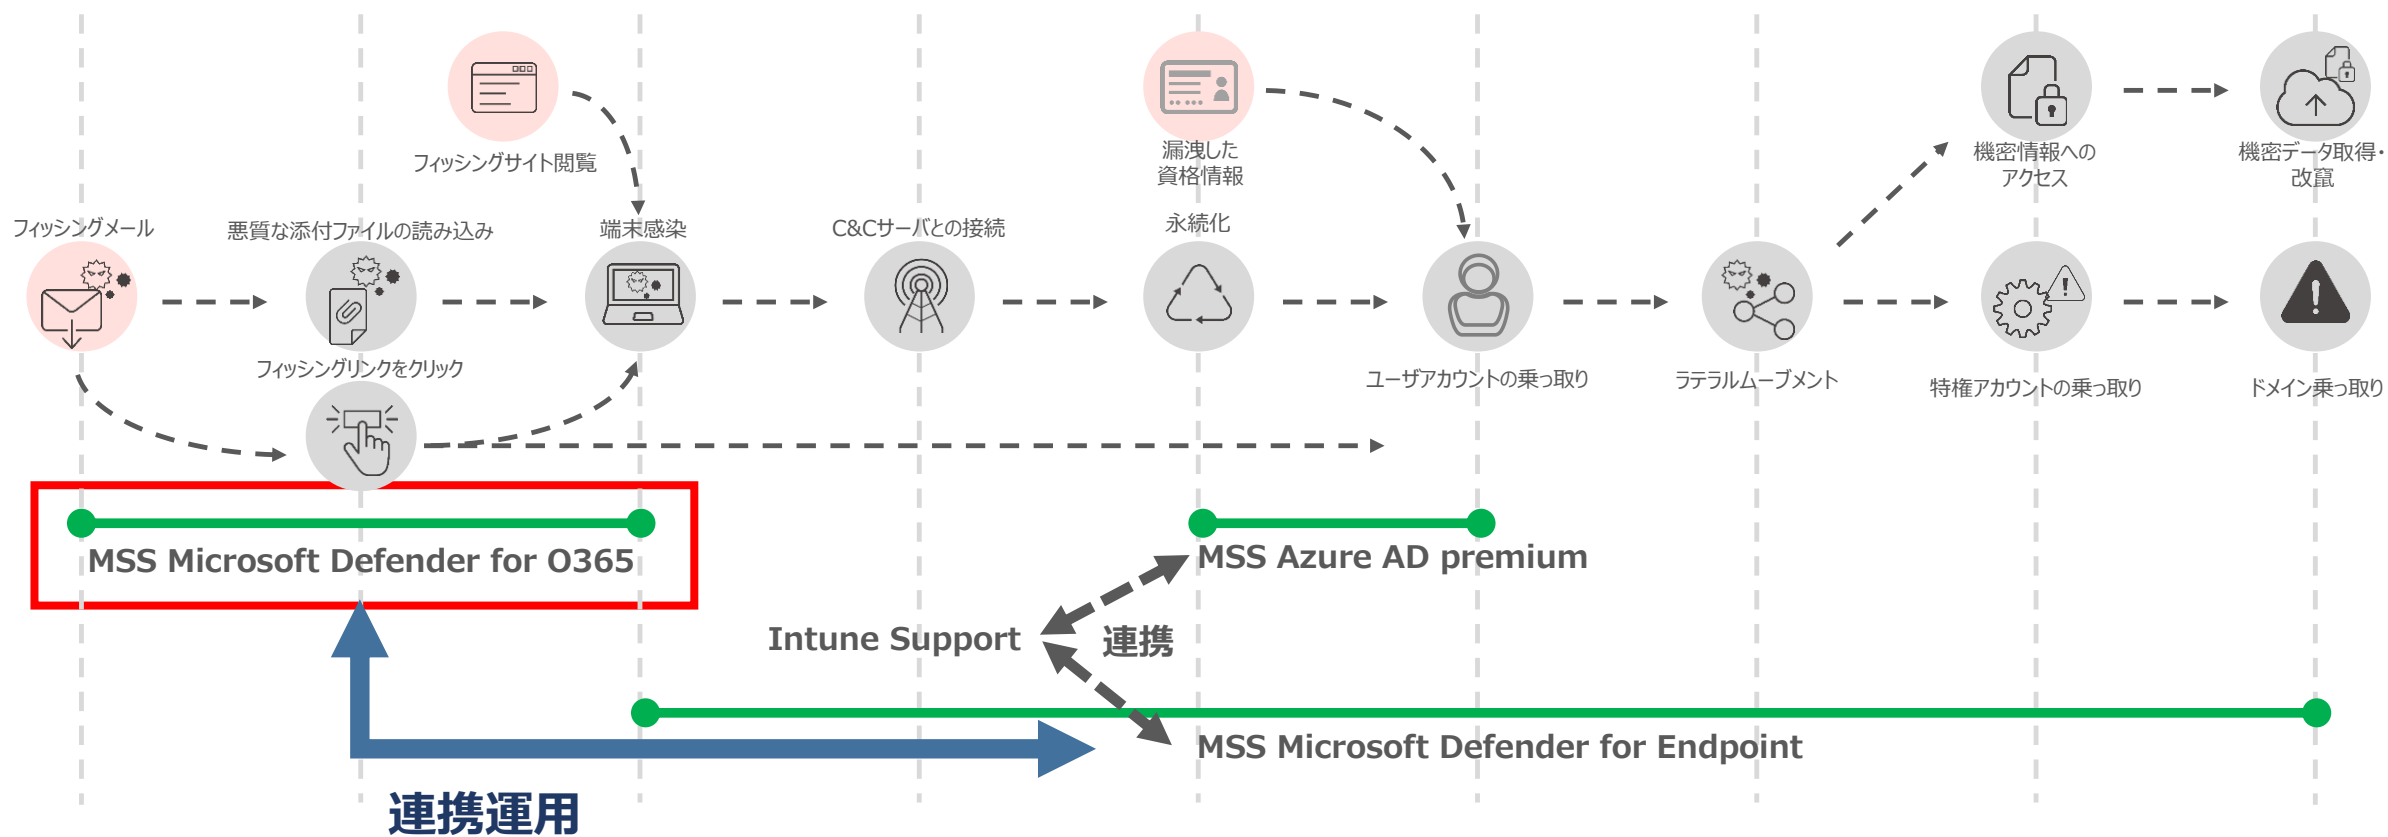 フィッシングサイト閲覧
漏洩した
資格情報
機密情報への
アクセス
機密データ取得・
改竄
フィッシングメール
悪質な添付ファイルの読み込み
端末感染
C&Cサーバとの接続
永続化
フィッシングリンクをクリック
ユーザアカウントの乗っ取り
ラテラルムーブメント
特権アカウントの乗っ取り
ドメイン乗っ取り
MSS Microsoft Defender for O365
MSS Azure AD premium
Intune Support
連携
MSS Microsoft Defender for Endpoint
連携運用